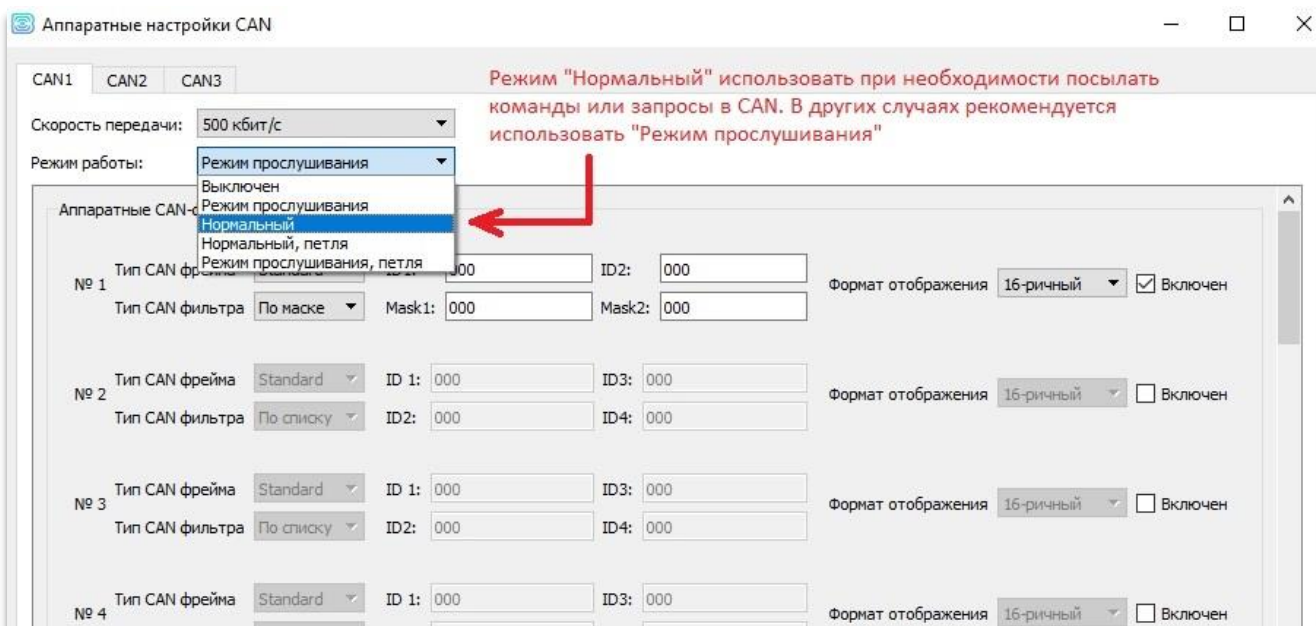 Аппаратные настройки CAN
CAN1 CAN2 CAN3
Режим "Нормальный" использовать при необходимости посылать
команды или запросы в CAN. В других случаях рекомендуется
использовать "Режим прослушивания"
Скорость передачи: 500 кбит/с
Режим работы: Режим прослушивания
Выключен
Режим прослушивания
Нормальный
Нормальный, петля
Режим прослушивания, петля
Аппаратные CAN-
№ 1
Тип CAN 000 ID2: 000
Тип CAN фильтра По маске Mask1: 000 Mask2: 000
Формат отображения 16-ричный Включен
№ 2
Тип CAN фрейма Standard ID 1: 000 ID3: 000
Тип CAN фильтра По списку ID2: 000 ID4: 000
Формат отображения 16-ричный Включен
№ 3
Тип CAN фрейма Standard ID 1: 000 ID3: 000
Тип CAN фильтра По списку ID2: 000 ID4: 000
Формат отображения 16-ричный Включен
№ 4
Тип CAN фрейма Standard ID 1: 000 ID3: 000
Формат отображения 16-ричный Включен